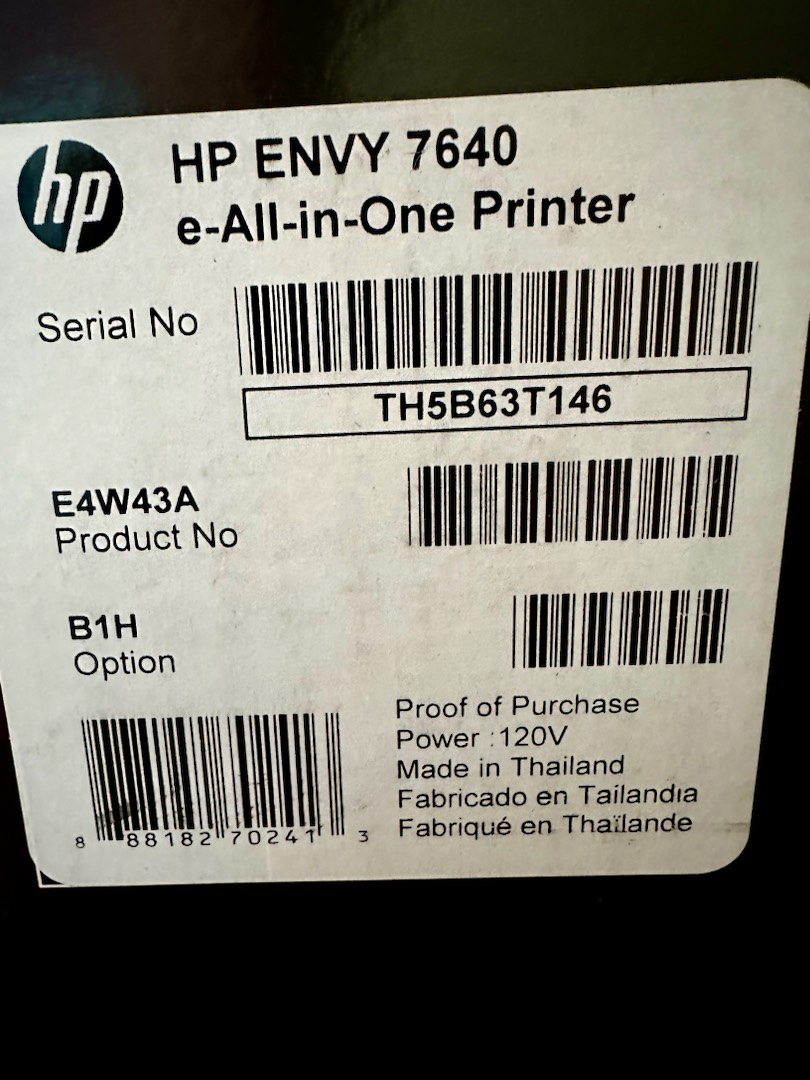 hp
HP ENVY 7640
e-All-in-One Printer
Serial No
TH5B63T146
E4W43A
Product No
B1H
Option
Proof of Purchase
Power :120V
Made in Thailand
Fabricado en Tailandia
Fabriqué en Thaïlande
8 88182 70241 3